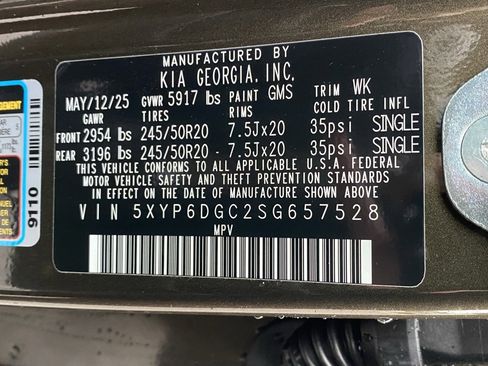 MANUFACTURED BY
KIA GEORGIA, INC.
MAY/12/25 GVWR 5917 lbs PAINT GMS TRIM WK
GAWR TIRES RIMS COLD TIRE INFL
FRONT 2954 lbs 245/50R20 7.5Jx20 35psi SINGLE
REAR 3196 lbs 245/50R20 7.5Jx20 35psi SINGLE
THIS VEHICLE CONFORMS TO ALL APPLICABLE U.S.A. FEDERAL
MOTOR VEHICLE SAFETY AND THEFT PREVENTION STANDARDS
IN EFFECT ON THE DATE OF MANUFACTURE SHOWN ABOVE
VIN 5XYP6DGC2SG657528
MPV
9110